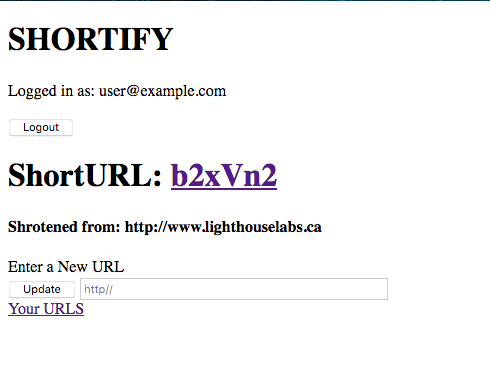 SHORTIFY
Logged in as: user@example.com
Logout
ShortURL: b2xVn2
Shrotened from: http://www.lighthouselabs.ca
Enter a New URL
Update http//
Your URLS